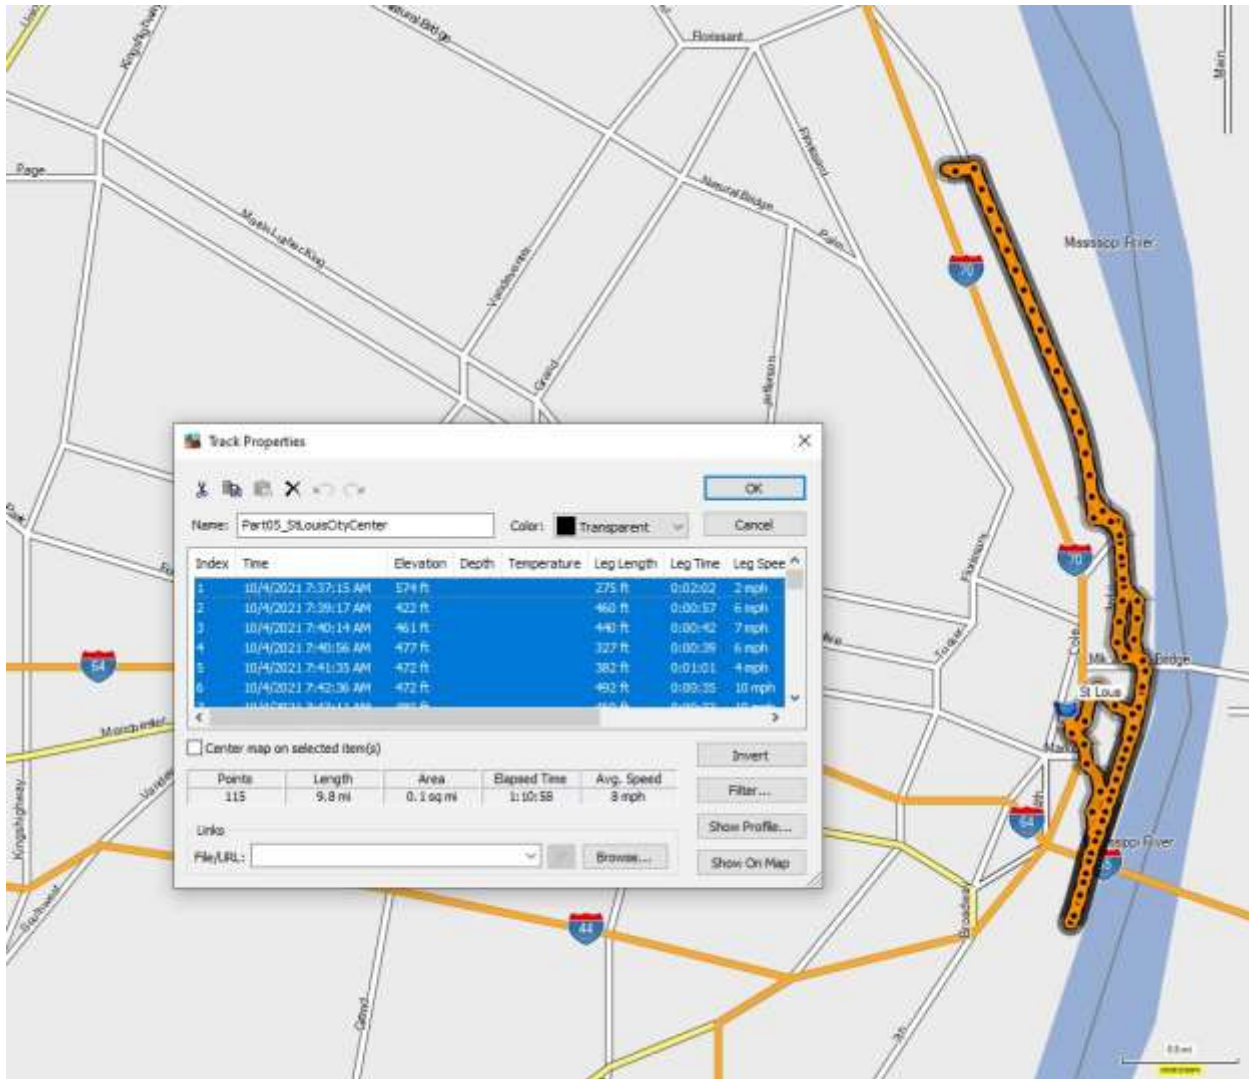 Kingshighway
Natural Bridge
Florissant
Main
Page
Florissant
Natural Bridge
Palm
Martin Luther King
Vandeventer
Mississippi River
70
Grand
Jefferson
Track Properties
OK
Name: Part05_StLouisCityCenter Color: Transparent Cancel
Index Time Elevation Depth Temperature Leg Length Leg Time Leg Spee
1 10/4/2021 7:37:15 AM 574 ft 275 ft 0:02:02 2 mph
2 10/4/2021 7:39:17 AM 422 ft 460 ft 0:00:57 6 mph
3 10/4/2021 7:40:14 AM 461 ft 440 ft 0:00:42 7 mph
4 10/4/2021 7:40:56 AM 477 ft 327 ft 0:00:39 6 mph
5 10/4/2021 7:41:35 AM 472 ft 382 ft 0:01:01 4 mph
6 10/4/2021 7:42:36 AM 472 ft 492 ft 0:00:35 10 mph
Center map on selected item(s)
Invert
Points Length Area Elapsed Time Avg. Speed
115 9.8 mi 0.1 sq mi 1:10:58 8 mph
Filter...
Links
Show Profile...
File/URL: Browse... Show On Map
Florissant
70
Tucker
Cole
Bridge
St Louis
64
Manchester
64
Kingshighway
Southwest
Broadway
44
Grand